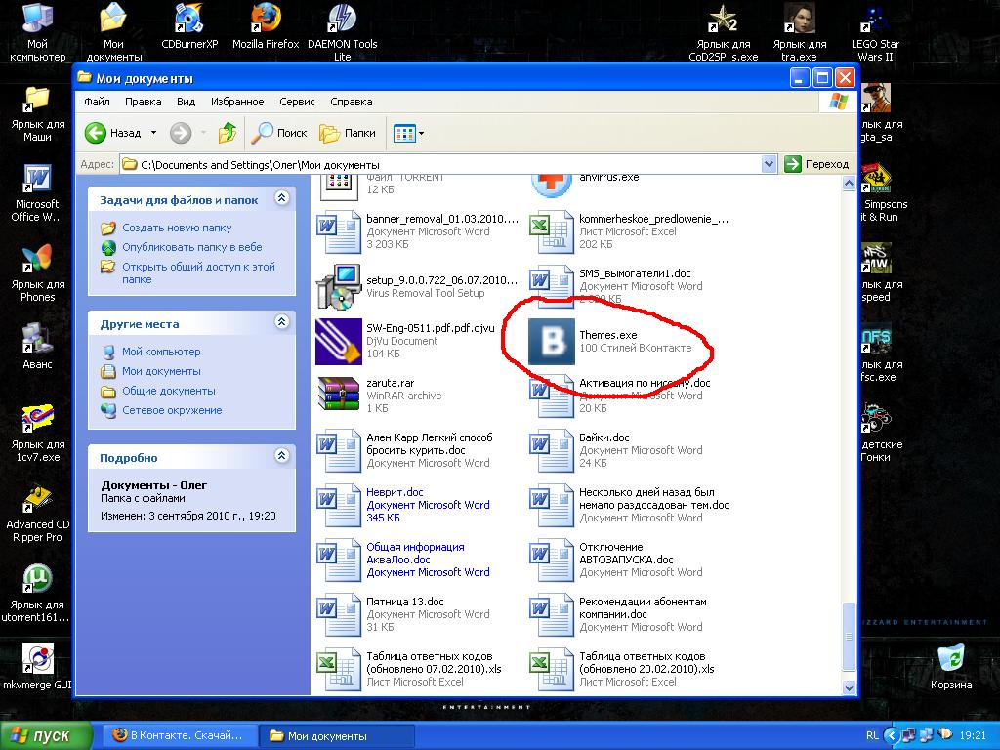 Мой
компьютер
Мои
документы
CDBurnerXP
Mozilla Firefox
DAEMON Tools
Lite
Ярлык для
CoD2SP_s.exe
Ярлык для
tra.exe
LEGO Star
Wars II
Ярлык для
Маши
Microsoft
Office W...
Ярлык для
Phones
Аванс
Ярлык для
1cv7.exe
Advanced CD
Ripper Pro
Ярлык для
utorrent161...
mkvmerge GUI
Мои документы
Файл Правка Вид Избранное Сервис Справка
Назад Поиск Папки
Адрес: C:\Documents and Settings\Олег\Мои документы Переход
Задачи для файлов и папок
Создать новую папку
Опубликовать папку в вебе
Открыть общий доступ к этой
папке
Другие места
Мой компьютер
Мои документы
Общие документы
Сетевое окружение
Подробно
Документы - Олег
Папка с файлами
Изменен: 3 сентября 2010 г., 19:20
Файл "TORRENT"
12 КБ
anvirrus.exe
banner_removal_01.03.2010....
Документ Microsoft Word
3 203 КБ
kommerheskoe_predlowenie_...
Лист Microsoft Excel
202 КБ
setup_9.0.0.722_06.07.2010...
Virus Removal Tool Setup
SMS_вымогатели1.doc
Документ Microsoft Word
SW-Eng-0511.pdf.pdf.djvu
DjVu Document
104 КБ
Themes.exe
100 Стилей ВКонтакте
zaruta.rar
WinRAR archive
1 КБ
Активация по ниссану.doc
Документ Microsoft Word
20 КБ
Ален Карр Легкий способ
бросить курить.doc
Документ Microsoft Word
Байки.doc
Документ Microsoft Word
24 КБ
Неврит.doc
Документ Microsoft Word
345 КБ
Несколько дней назад был
немало раздосадован тем.doc
Документ Microsoft Word
Общая информация
АкваЛоо.doc
Документ Microsoft Word
Отключение
АВТОЗАПУСКА.doc
Документ Microsoft Word
Пятница 13.doc
Документ Microsoft Word
31 КБ
Рекомендации абонентам
компании.doc
Документ Microsoft Word
Таблица ответных кодов
(обновлено 07.02.2010).xls
Лист Microsoft Excel
Таблица ответных кодов
(обновлено 20.02.2010).xls
Лист Microsoft Excel
лык для
gta_sa
Simpsons
it & Run
лык для
speed
лык для
fsc.exe
детские
Гонки
IZZARD ENTERTAINMENT
Корзина
ENTERTAINMENT
пуск
В Контакте. Скачай...
Мои документы
RL
19:21